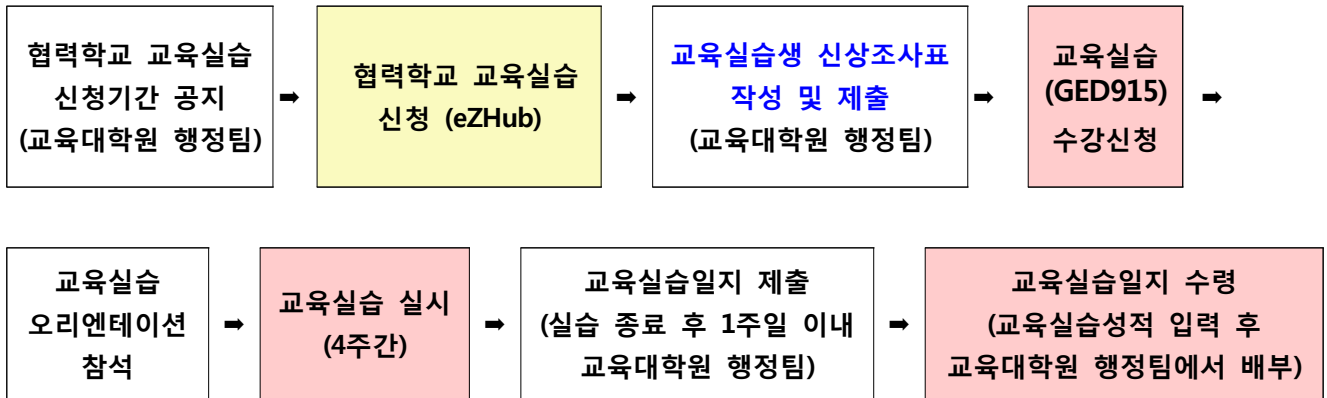 협력학교 교육실습
신청기간 공지
(교육대학원 행정팀)
➡
협력학교 교육실습
신청 (eZHub)
➡
교육실습생 신상조사표
작성 및 제출
(교육대학원 행정팀)
➡
교육실습
(GED915)
수강신청
➡
교육실습
오리엔테이션
참석
➡
교육실습 실시
(4주간)
➡
교육실습일지 제출
(실습 종료 후 1주일 이내
교육대학원 행정팀)
➡
교육실습일지 수령
(교육실습성적 입력 후
교육대학원 행정팀에서 배부)